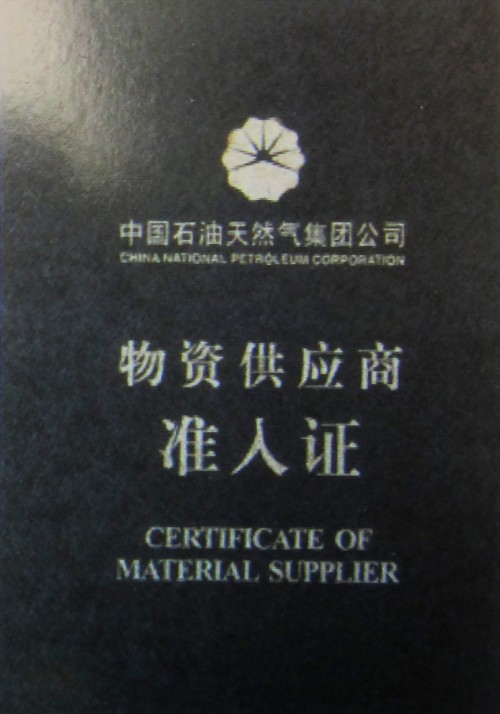 中国石油天然气集团公司
CHINA NATIONAL PETROLEUM CORPORATION
物资供应商
准入证
CERTIFICATE OF
MATERIAL SUPPLIER